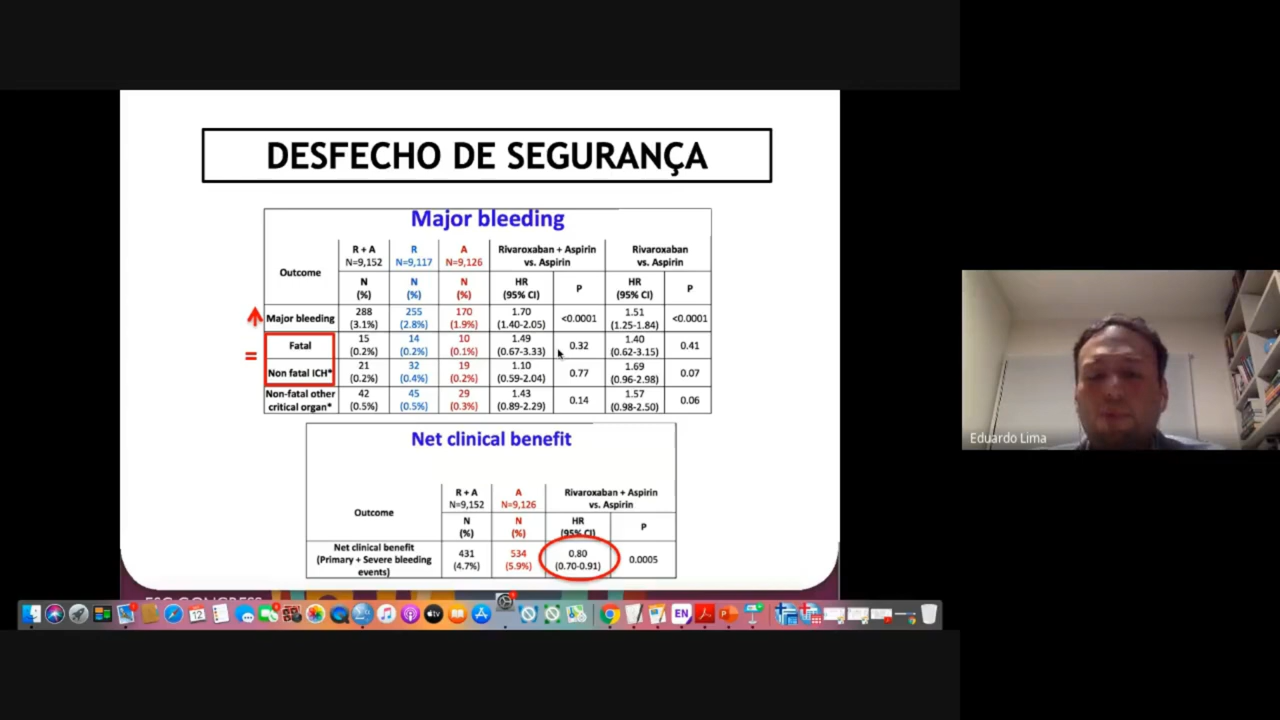 DESFECHO DE SEGURANÇA
Major bleeding
Outcome
R + A
N=9,152
R
N=9,117
A
N=9,126
Rivaroxaban + Aspirin
vs. Aspirin
Rivaroxaban
vs. Aspirin
N
(%)
N
(%)
N
(%)
HR
(95% CI)
P
HR
(95% CI)
P
Major bleeding
288
(3.1%)
255
(2.8%)
170
(1.9%)
1.70
(1.40-2.05)
<0.0001
1.51
(1.25-1.84)
<0.0001
=
Fatal
15
(0.2%)
14
(0.2%)
10
(0.1%)
1.49
(0.67-3.33)
0.32
1.40
(0.62-3.15)
0.41
Non fatal ICH*
21
(0.2%)
32
(0.4%)
19
(0.2%)
1.10
(0.59-2.04)
0.77
1.69
(0.96-2.98)
0.07
Non-fatal other
critical organ*
42
(0.5%)
45
(0.5%)
29
(0.3%)
1.43
(0.89-2.29)
0.14
1.57
(0.98-2.50)
0.06
Net clinical benefit
Outcome
R + A
N=9,152
A
N=9,126
Rivaroxaban + Aspirin
vs. Aspirin
N
(%)
N
(%)
HR
(95% CI)
P
Net clinical benefit
(Primary + Severe bleeding
events)
431
(4.7%)
534
(5.9%)
0.80
(0.70-0.91)
0.0005
ESC CONGRESS
12
EN
Eduardo Lima